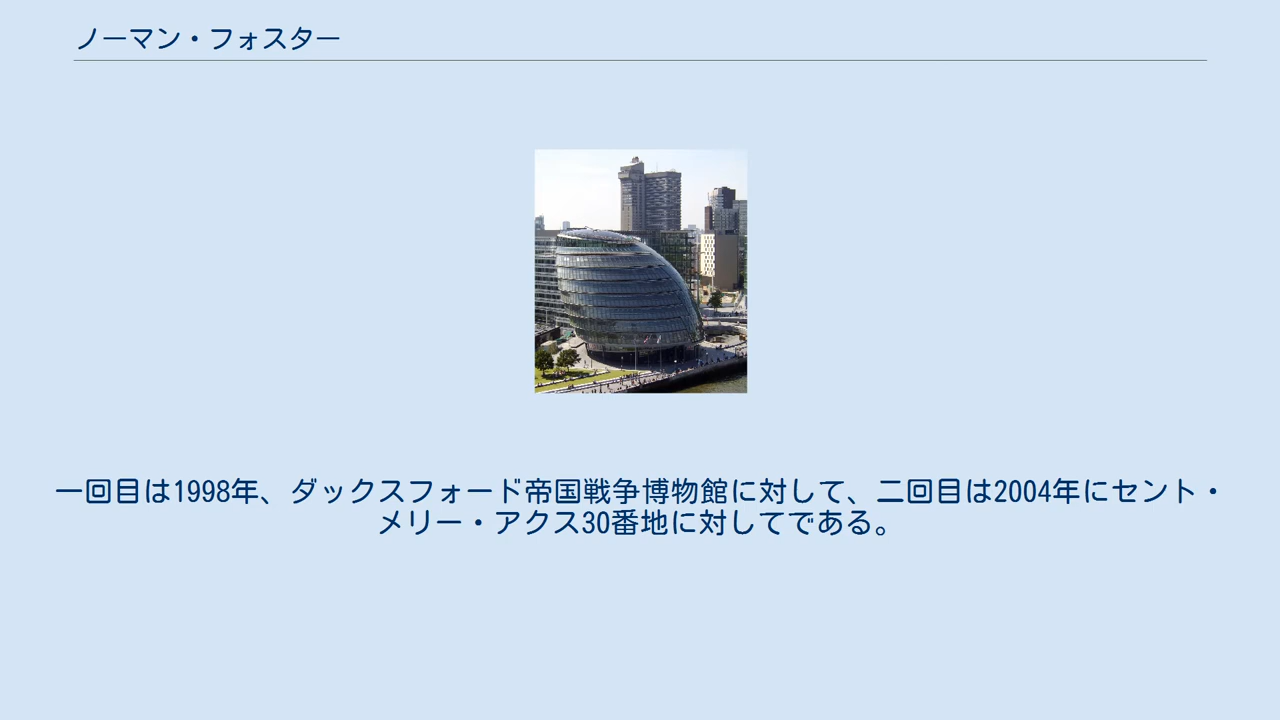 ノーマン・フォスター
一回目は1998年、ダックスフォード帝国戦争博物館に対して、二回目は2004年にセント・
メリー・アクス30番地に対してである。